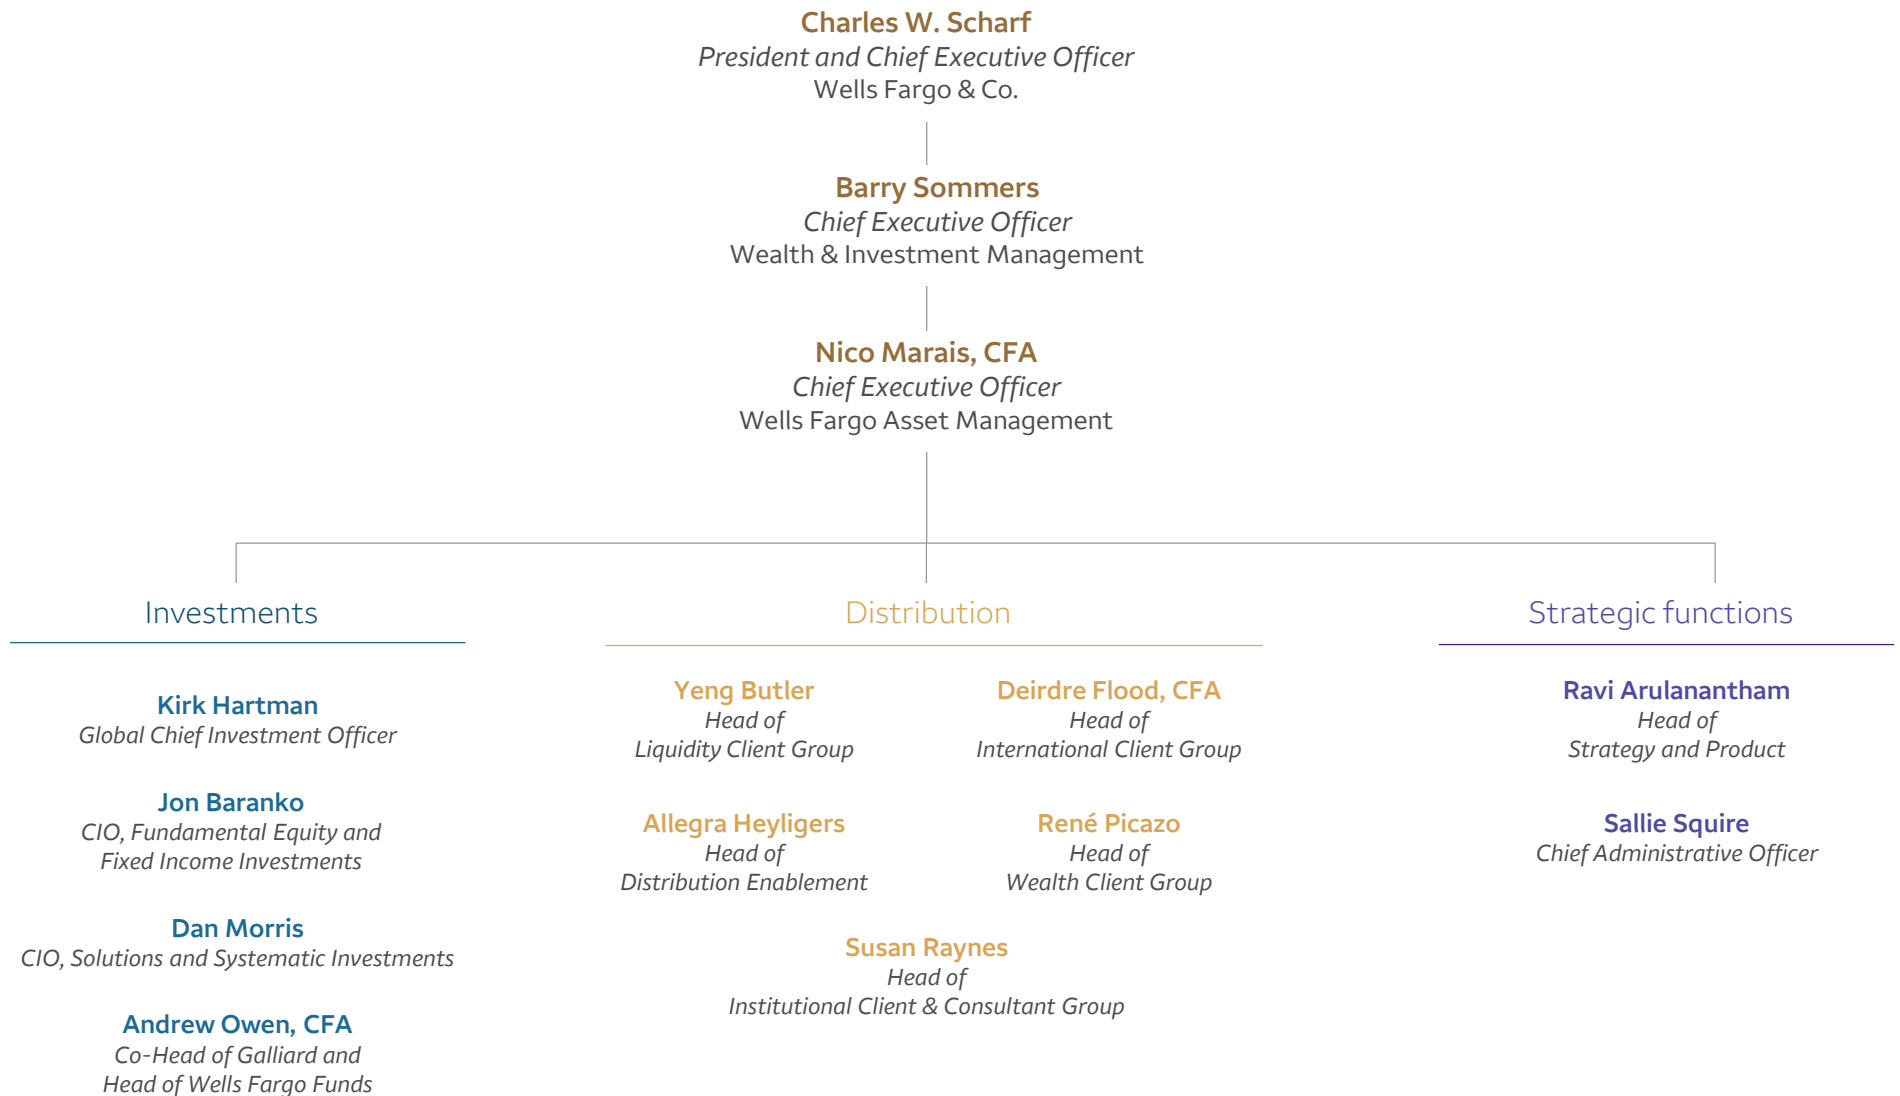 Charles W. Scharf
President and Chief Executive Officer
Wells Fargo & Co.
Barry Sommers
Chief Executive Officer
Wealth & Investment Management
Nico Marais, CFA
Chief Executive Officer
Wells Fargo Asset Management
Investments
Kirk Hartman
Global Chief Investment Officer
Jon Baranko
CIO, Fundamental Equity and
Fixed Income Investments
Dan Morris
CIO, Solutions and Systematic Investments
Andrew Owen, CFA
Co-Head of Galliard and
Head of Wells Fargo Funds
Distribution
Yeng Butler
Head of
Liquidity Client Group
Deirdre Flood, CFA
Head of
International Client Group
Allegra Heyligers
Head of
Distribution Enablement
René Picazo
Head of
Wealth Client Group
Susan Raynes
Head of
Institutional Client & Consultant Group
Strategic functions
Ravi Arulanantham
Head of
Strategy and Product
Sallie Squire
Chief Administrative Officer